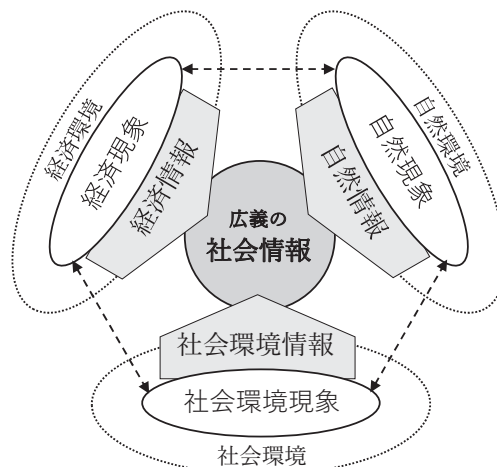 経済環境
経済現象
経済情報
自然環境
自然現象
自然情報
広義の
社会情報
社会環境情報
社会環境現象
社会環境